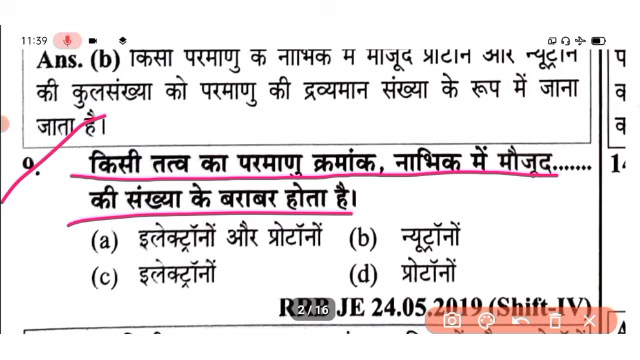 11:39
Ans. (b) किसी परमाणु के नाभिक में मौजूद प्रोटॉन और न्यूट्रॉन
की कुलसंख्या को परमाणु की द्रव्यमान संख्या के रूप में जाना
जाता है।
9. किसी तत्व का परमाणु क्रमांक, नाभिक में मौजूद.......
की संख्या के बराबर होता है।
(a) इलेक्ट्रॉनों और प्रोटॉनों (b) न्यूट्रॉनों
(c) इलेक्ट्रॉनों (d) प्रोटॉनों
RRB JE 24.05.2019 (Shift-IV)
2 / 16